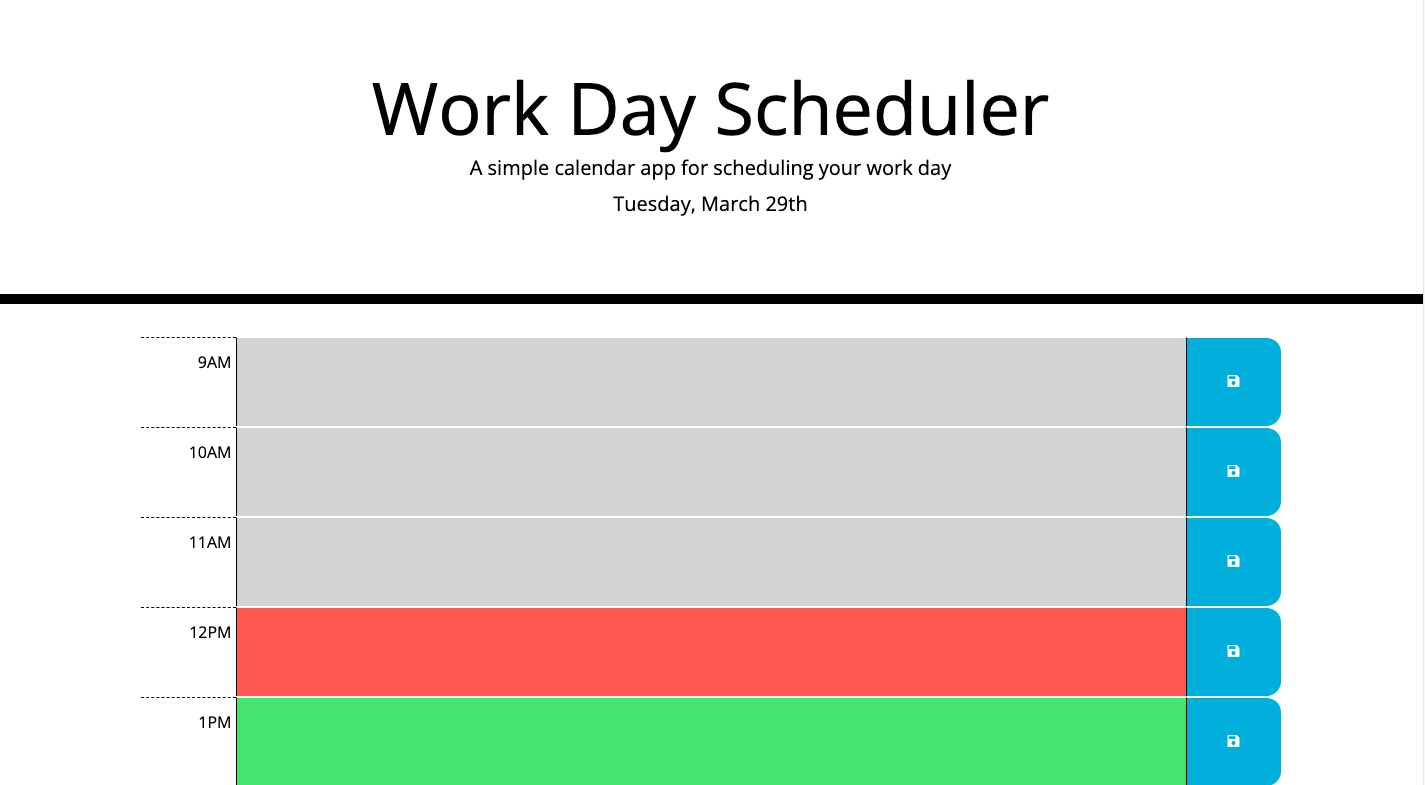 Work Day Scheduler
A simple calendar app for scheduling your work day
Tuesday, March 29th
9AM
10AM
11AM
12PM
1PM